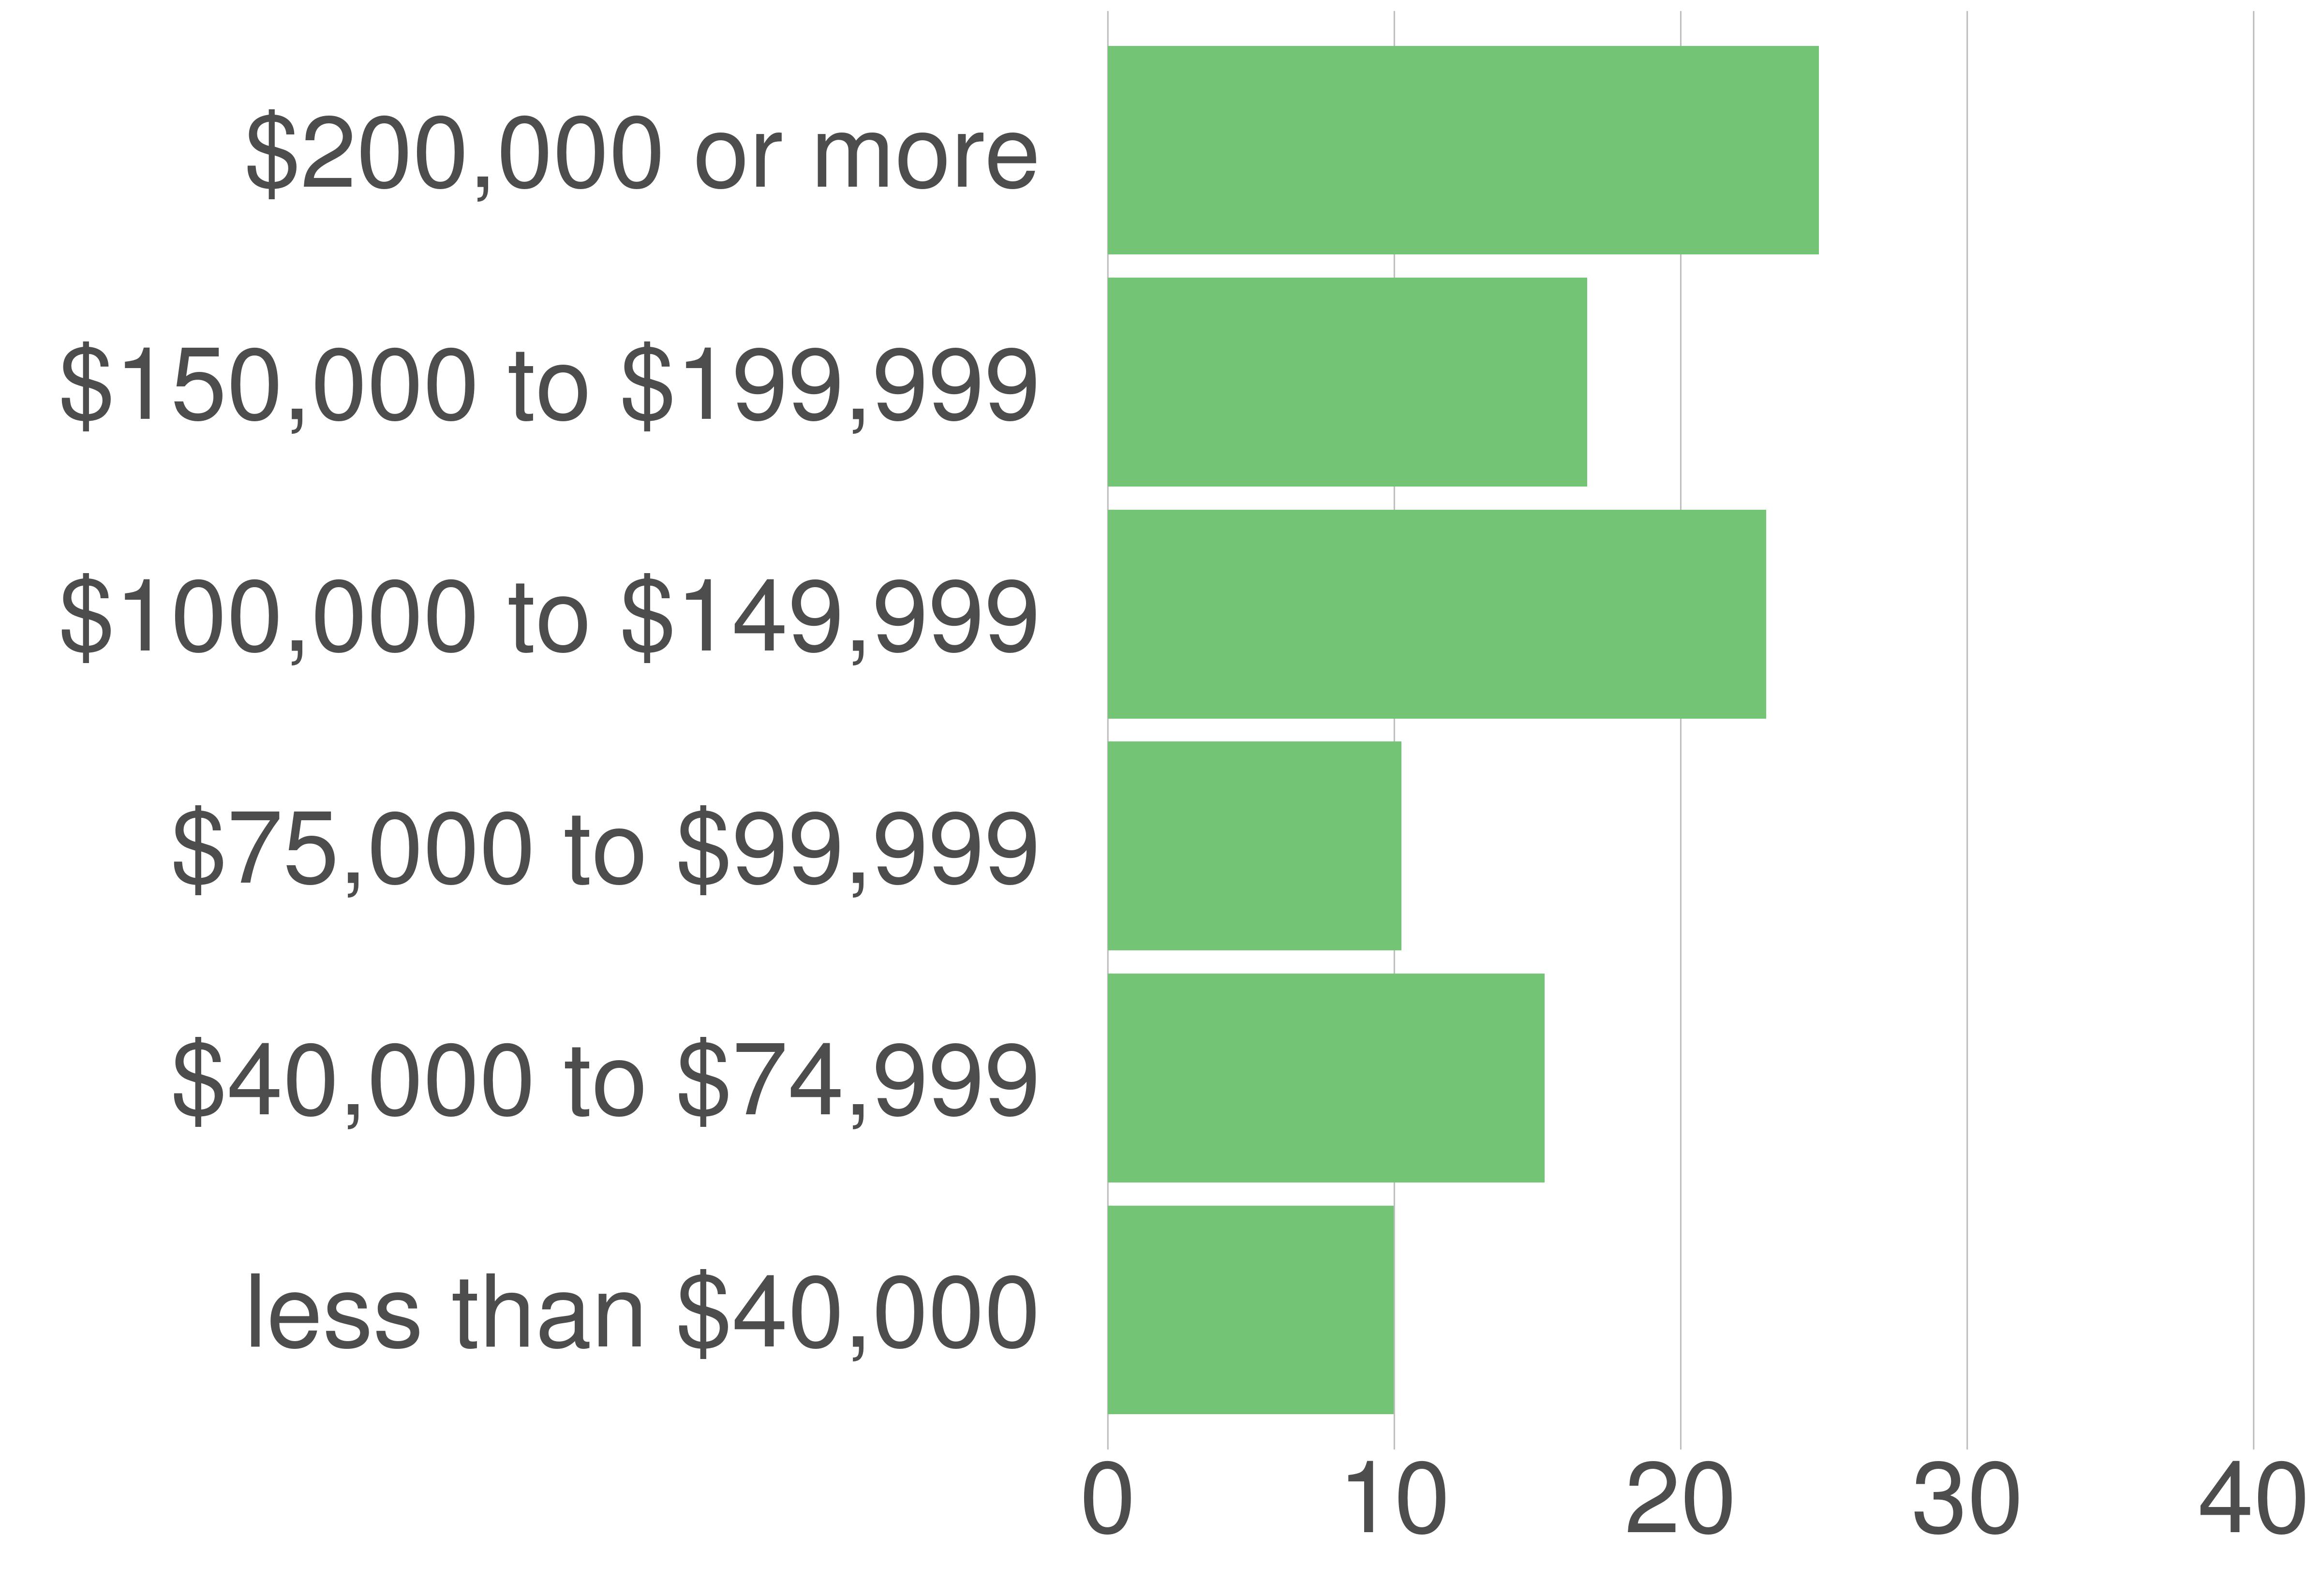 $200,000 or more
$150,000 to $199,999
$100,000 to $149,999
$75,000 to $99,999
$40,000 to $74,999
less than $40,000
0 10 20 30 40